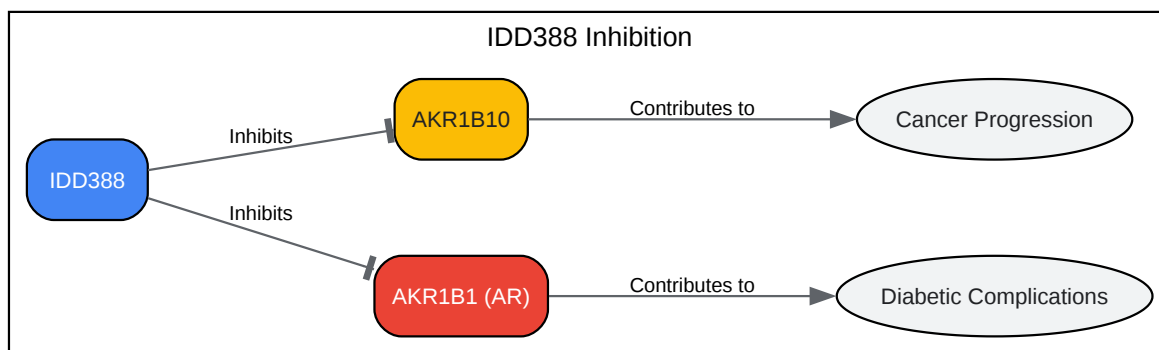 IDD388 Inhibition
Inhibits
AKR1B10
Contributes to
Cancer Progression
IDD388
Inhibits
AKR1B1 (AR)
Contributes to
Diabetic Complications